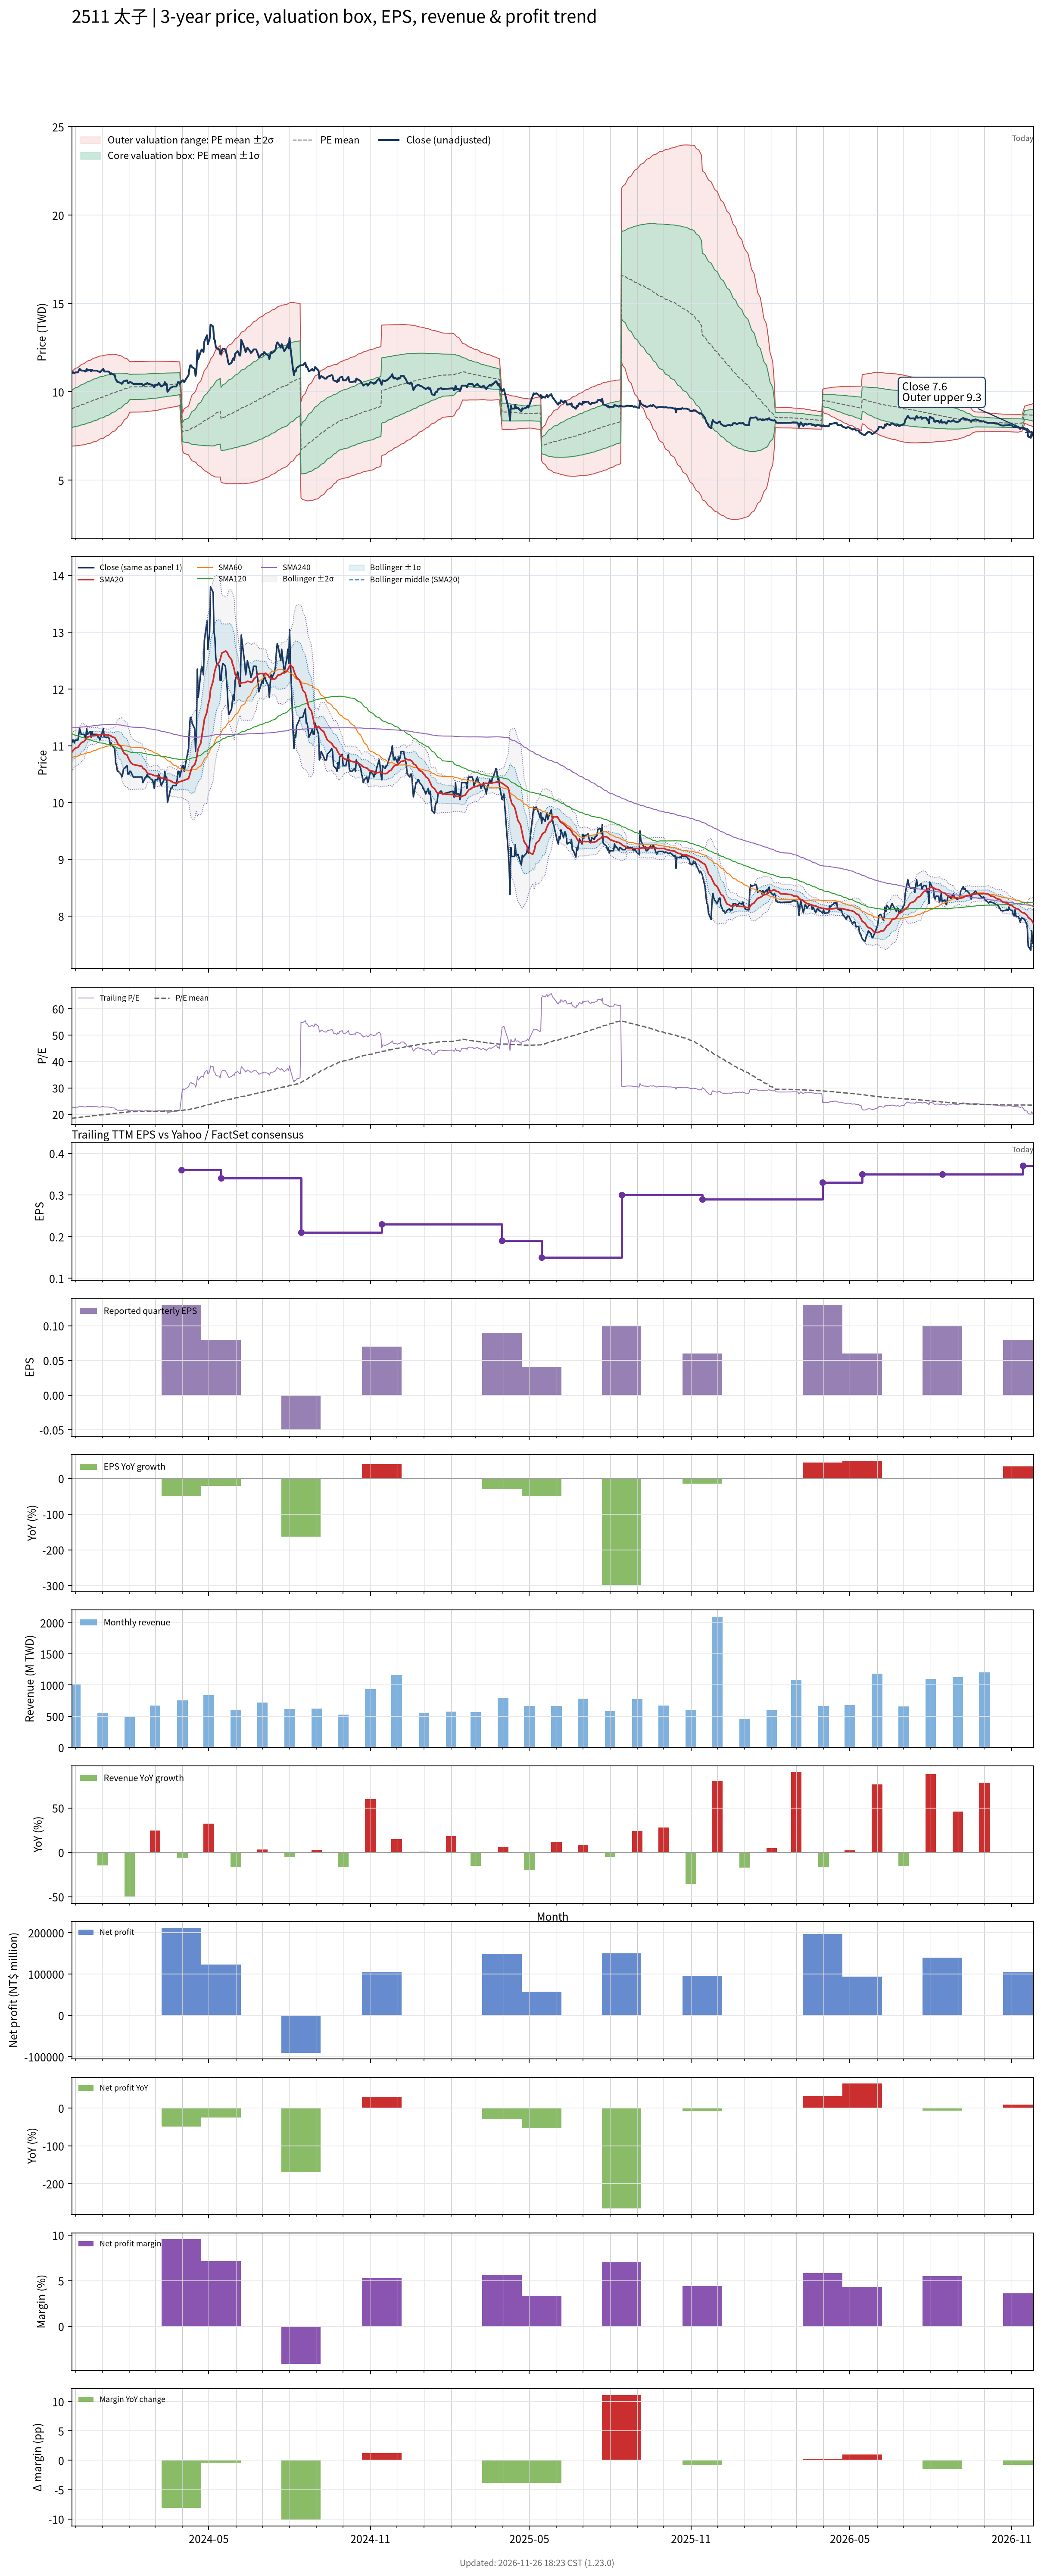 2511 太子 | 3-year price, valuation box, EPS, revenue & profit trend
Outer valuation range: PE mean ±2σ
Core valuation box: PE mean ±1σ
PE mean
Close (unadjusted)
Today
25
20
15
10
5
Price (TWD)
Close 7.6
Outer upper 9.3
Close (same as panel 1)
SMA20
SMA60
SMA120
SMA240
Bollinger ±2σ
Bollinger ±1σ
Bollinger middle (SMA20)
14
13
12
11
10
9
8
Price
Trailing P/E
P/E mean
60
50
40
30
20
P/E
Trailing TTM EPS vs Yahoo / FactSet consensus
Today
0.4
0.3
0.2
0.1
EPS
Reported quarterly EPS
0.10
0.05
0.00
-0.05
EPS
EPS YoY growth
0
-100
-200
-300
YoY (%)
Monthly revenue
2000
1500
1000
500
0
Revenue (M TWD)
Revenue YoY growth
50
0
-50
YoY (%)
Month
Net profit
200000
100000
0
-100000
Net profit (NT$ million)
Net profit YoY
0
-100
-200
YoY (%)
Net profit margin
10
5
0
Margin (%)
Margin YoY change
10
5
0
-5
-10
Δ margin (pp)
2024-05
2024-11
2025-05
2025-11
2026-05
2026-11
Updated: 2026-11-26 18:23 CST (1.23.0)